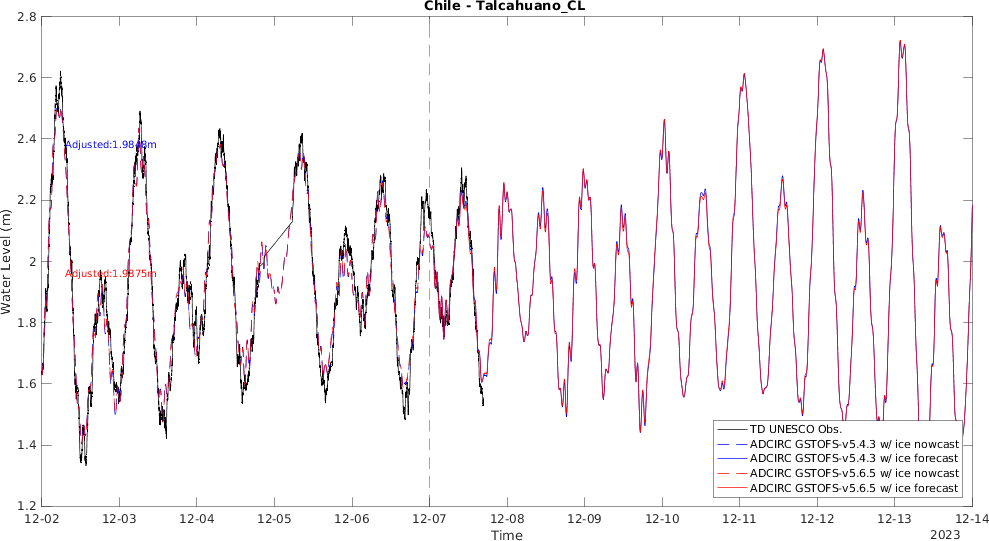 Chile - Talcahuano_CL
2.8
2.6
2.4
2.2
2
1.8
1.6
1.4
1.2
Water Level (m)
Adjusted:1.9848m
Adjusted:1.9875m
TD UNESCO Obs.
ADCIRC GSTOFS-v5.4.3 w/ ice nowcast
ADCIRC GSTOFS-v5.4.3 w/ ice forecast
ADCIRC GSTOFS-v5.6.5 w/ ice nowcast
ADCIRC GSTOFS-v5.6.5 w/ ice forecast
12-02 12-03 12-04 12-05 12-06 12-07 12-08 12-09 12-10 12-11 12-12 12-13 12-14
Time
2023